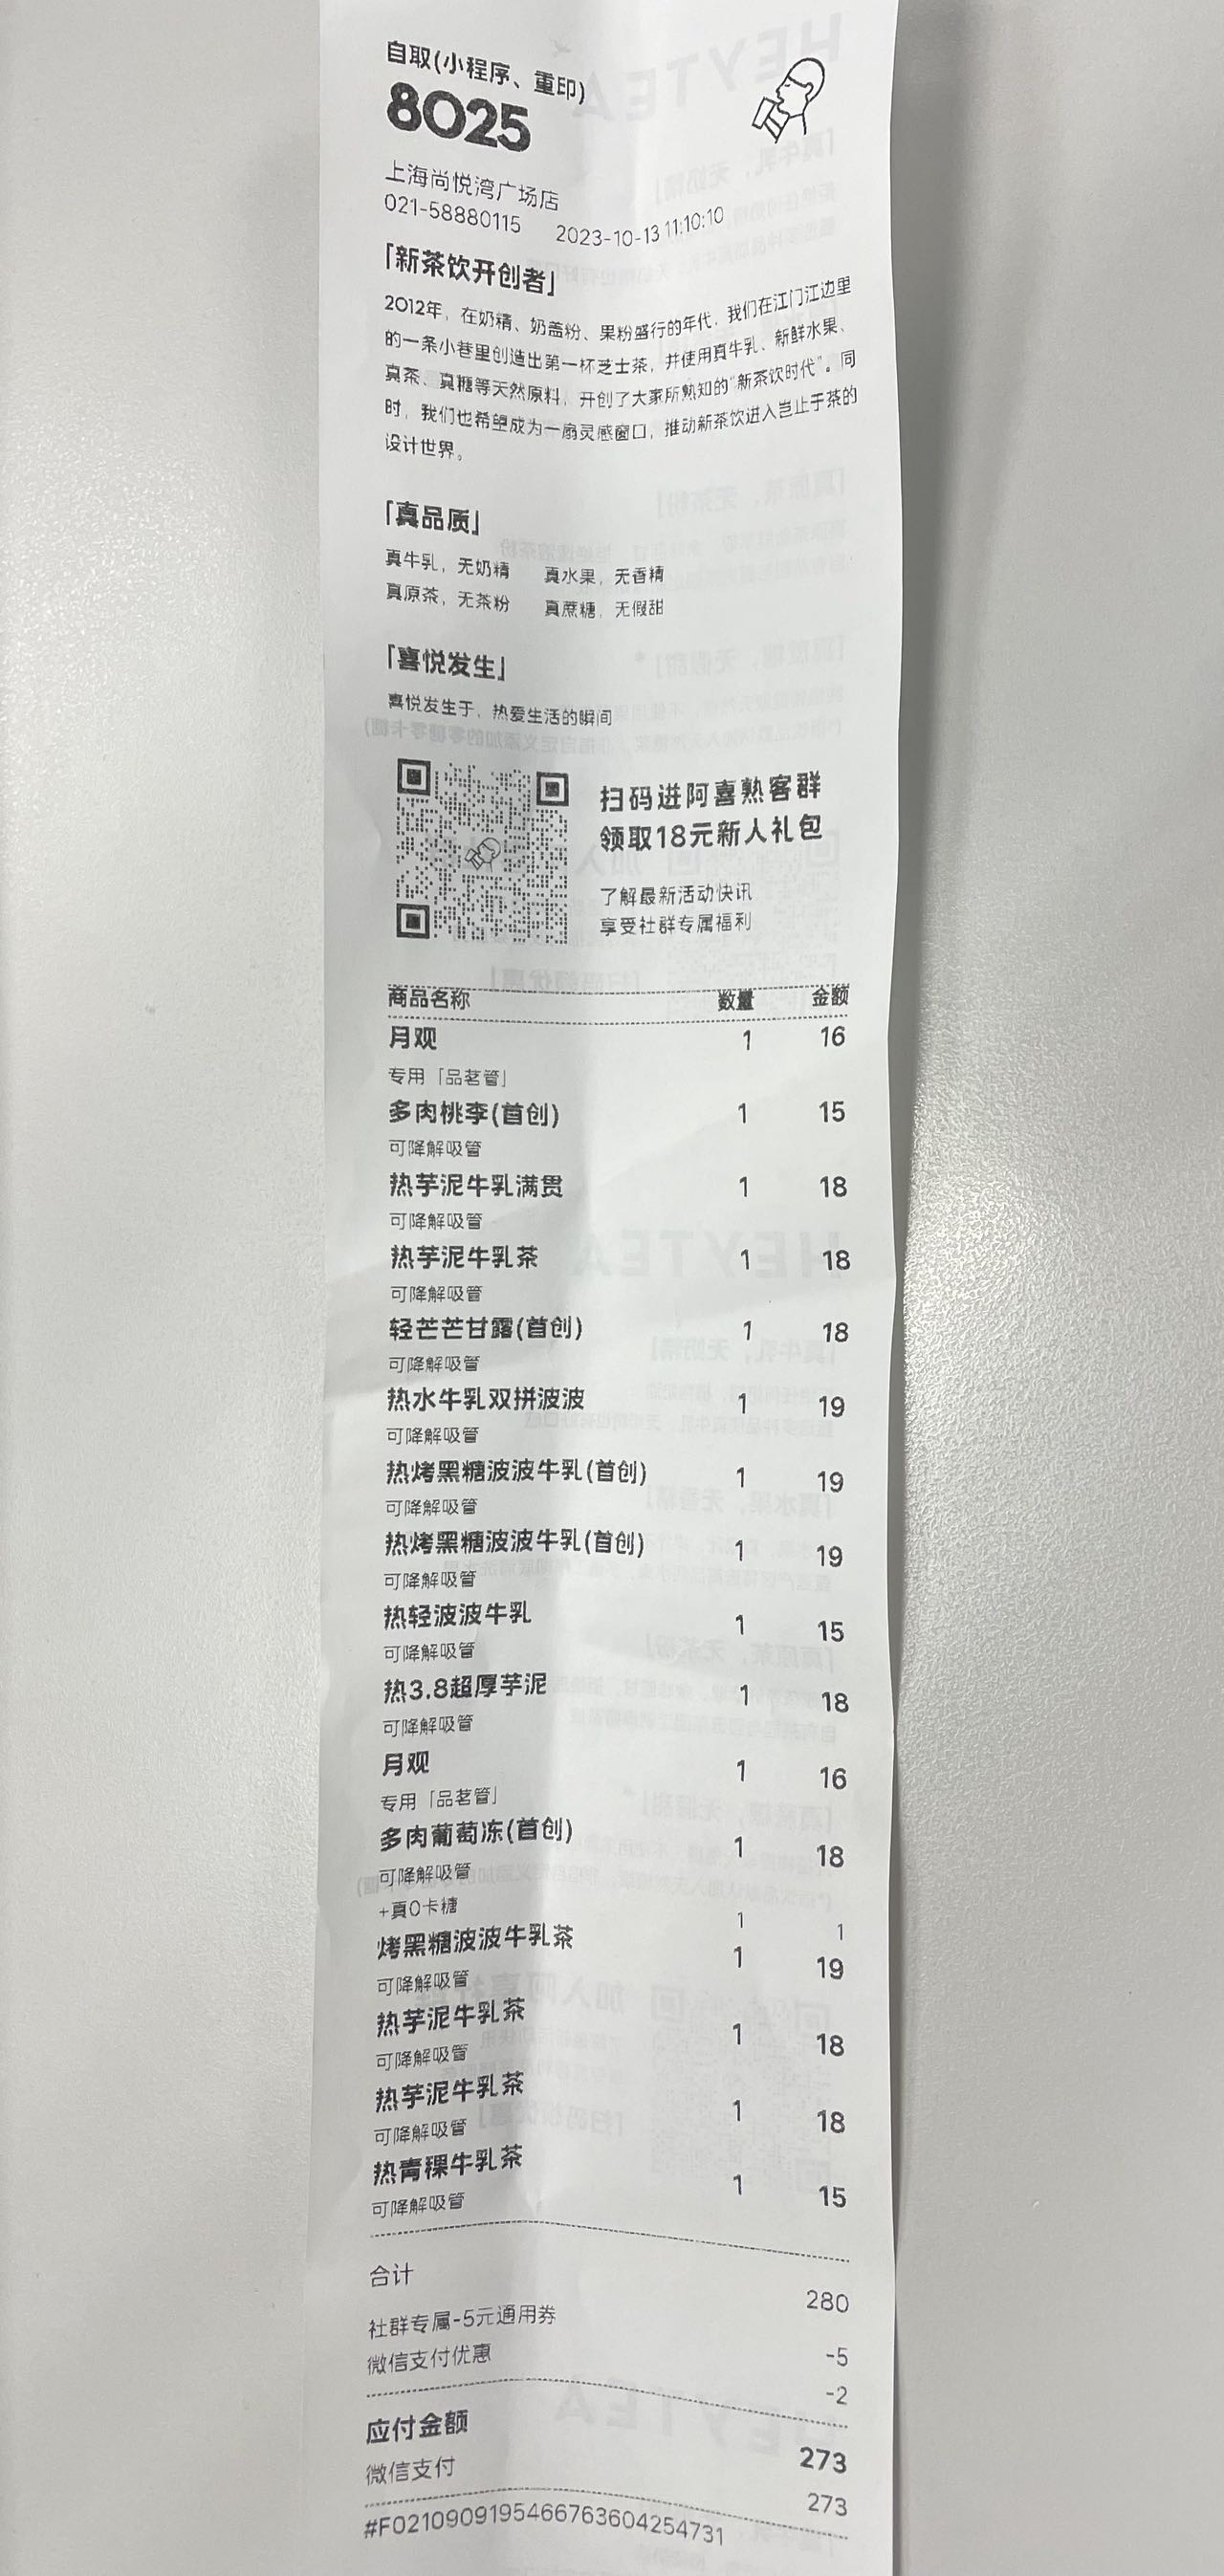 自取(小程序、重印)
8025
上海尚悦湾广场店
021-58880115 2023-10-13 11:10:10
「新茶饮开创者」
2012年，在奶精、奶盖粉、果粉盛行的年代，我们在江门江边里
的一条小巷里创造出第一杯芝士茶，并使用真牛乳、新鲜水果、
真茶、真糖等天然原料，开创了大家所熟知的“新茶饮时代”。同
时，我们也希望成为一扇灵感窗口，推动新茶饮进入岂止于茶的
设计世界。
「真品质」
真牛乳，无奶精 真水果，无香精
真原茶，无茶粉 真蔗糖，无假甜
「喜悦发生」
喜悦发生于，热爱生活的瞬间
扫码进阿喜熟客群
领取18元新人礼包
了解最新活动快讯
享受社群专属福利
商品名称 数量 金额
月观 1 16
专用「品茗管」
多肉桃李(首创) 1 15
可降解吸管
热芋泥牛乳满贯 1 18
可降解吸管
热芋泥牛乳茶 1 18
可降解吸管
轻芒芒甘露(首创) 1 18
可降解吸管
热水牛乳双拼波波 1 19
可降解吸管
热烤黑糖波波牛乳(首创) 1 19
可降解吸管
热烤黑糖波波牛乳(首创) 1 19
可降解吸管
热轻波波牛乳 1 15
可降解吸管
热3.8超厚芋泥 1 18
可降解吸管
月观 1 16
专用「品茗管」
多肉葡萄冻(首创) 1 18
可降解吸管
+真0卡糖 1 1
烤黑糖波波牛乳茶 1 19
可降解吸管
热芋泥牛乳茶 1 18
可降解吸管
热芋泥牛乳茶 1 18
可降解吸管
热青稞牛乳茶 1 15
可降解吸管
合计 280
社群专属-5元通用券 -5
微信支付优惠 -2
应付金额 273
微信支付 273
#F02109091954667636042​54731